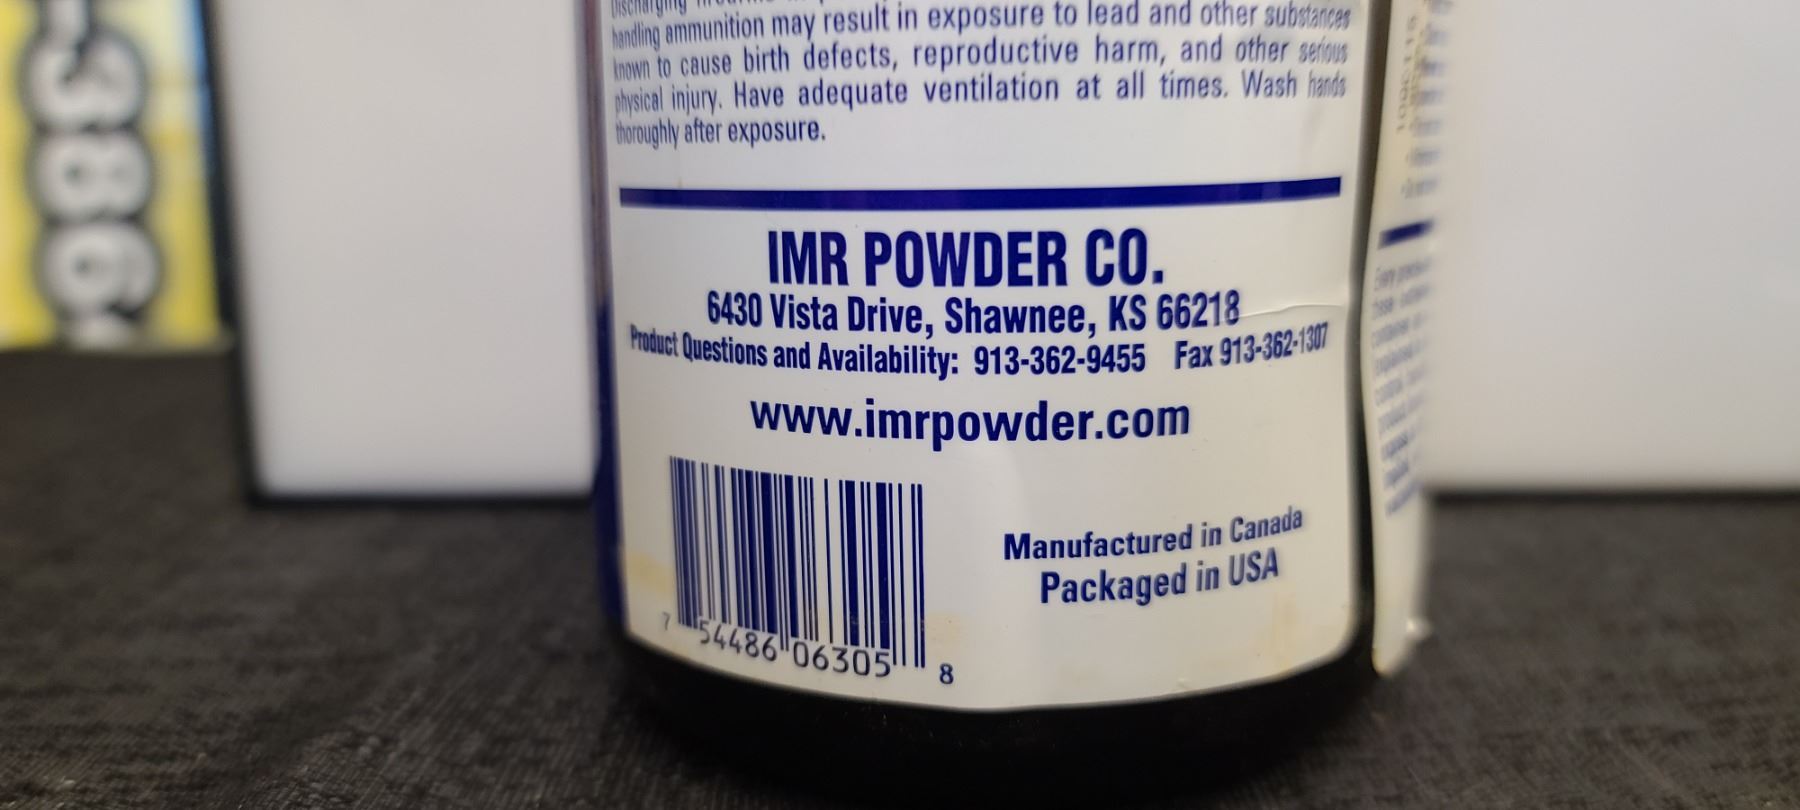 handling ammunition may result in exposure to lead and other substances
known to cause birth defects, reproductive harm, and other serious
physical injury. Have adequate ventilation at all times. Wash hands
thoroughly after exposure.
IMR POWDER CO.
6430 Vista Drive, Shawnee, KS 66218
Product Questions and Availability: 913-362-9455 Fax 913-362-1307
www.imrpowder.com
Manufactured in Canada
Packaged in USA
7 54486 06305 8
-386